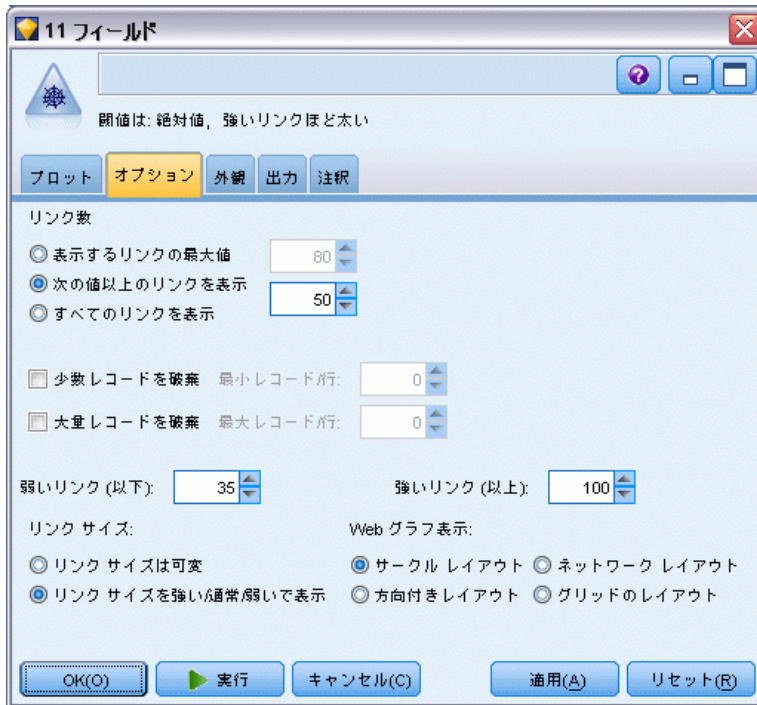 11 フィールド
閾値は: 絶対値, 強いリンクほど太い
プロット オプション 外観 出力 注釈
リンク数
表示するリンクの最大値 80
次の値以上のリンクを表示 50
すべてのリンクを表示
少数レコードを破棄 最小レコード/行: 0
大量レコードを破棄 最大レコード/行: 0
弱いリンク (以下): 35 強いリンク (以上): 100
リンク サイズ: Web グラフ表示:
リンク サイズは可変 サークル レイアウト ネットワーク レイアウト
リンク サイズを強い/通常/弱いで表示 方向付きレイアウト グリッドのレイアウト
OK(O) 実行 キャンセル(C) 適用(A) リセット(R)